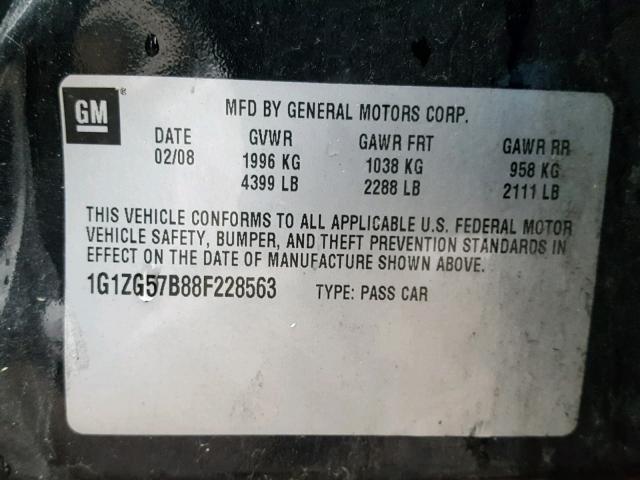 GM®
MFD BY GENERAL MOTORS CORP.
DATE GVWR GAWR FRT GAWR RR
02/08 1996 KG 1038 KG 958 KG
4399 LB 2288 LB 2111 LB
THIS VEHICLE CONFORMS TO ALL APPLICABLE U.S. FEDERAL MOTOR
VEHICLE SAFETY, BUMPER, AND THEFT PREVENTION STANDARDS IN
EFFECT ON THE DATE OF MANUFACTURE SHOWN ABOVE.
1G1ZG57B88F228563 TYPE: PASS CAR